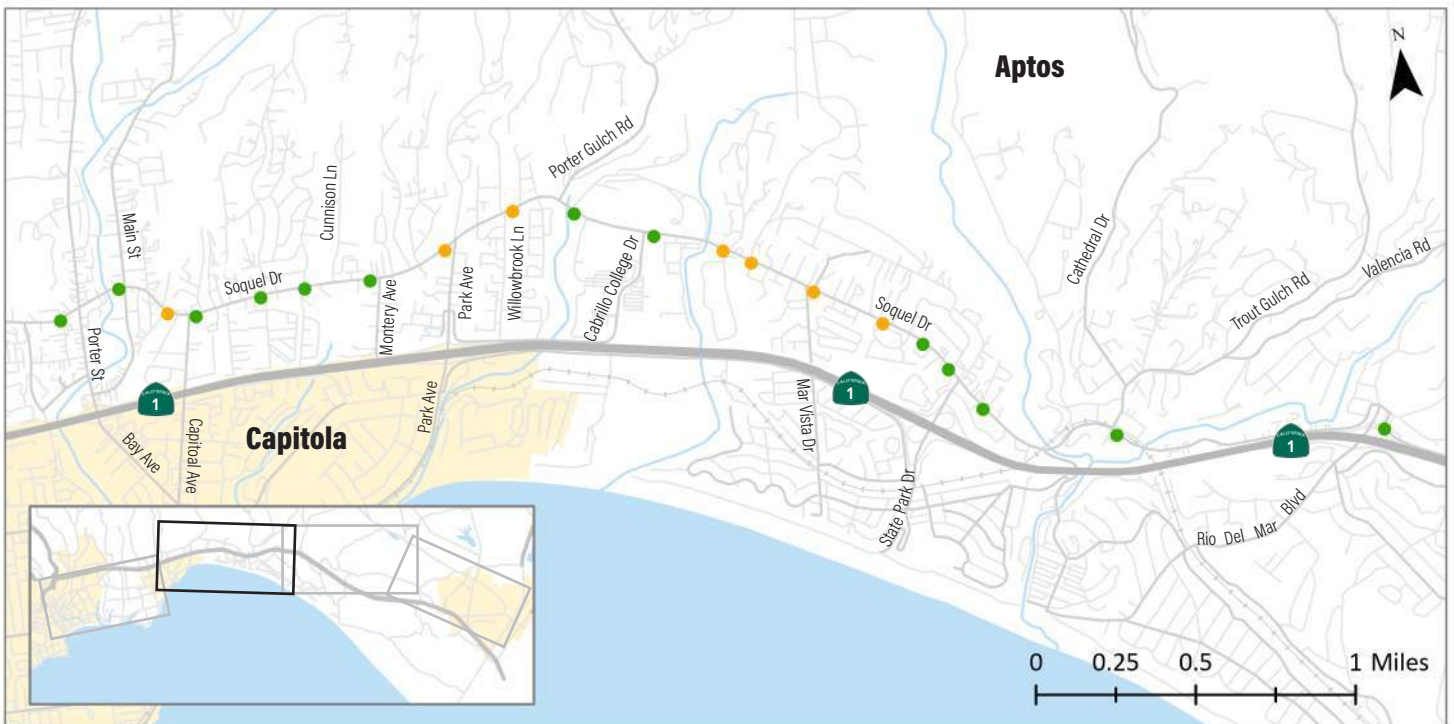 Aptos
N
Porter Gulch Rd
Main St
Cunnison Ln
Soquel Dr
Montery Ave
Park Ave
Willowbrook Ln
Cabrillo College Dr
Soquel Dr
Cathedral Dr
Trout Gulch Rd
Valencia Rd
Porter St
1
Bay Ave
Capitoal Ave
Capitola
Park Ave
Mar Vista Dr
1
State Park Dr
1
Rio Del Mar Blvd
0 0.25 0.5 1 Miles